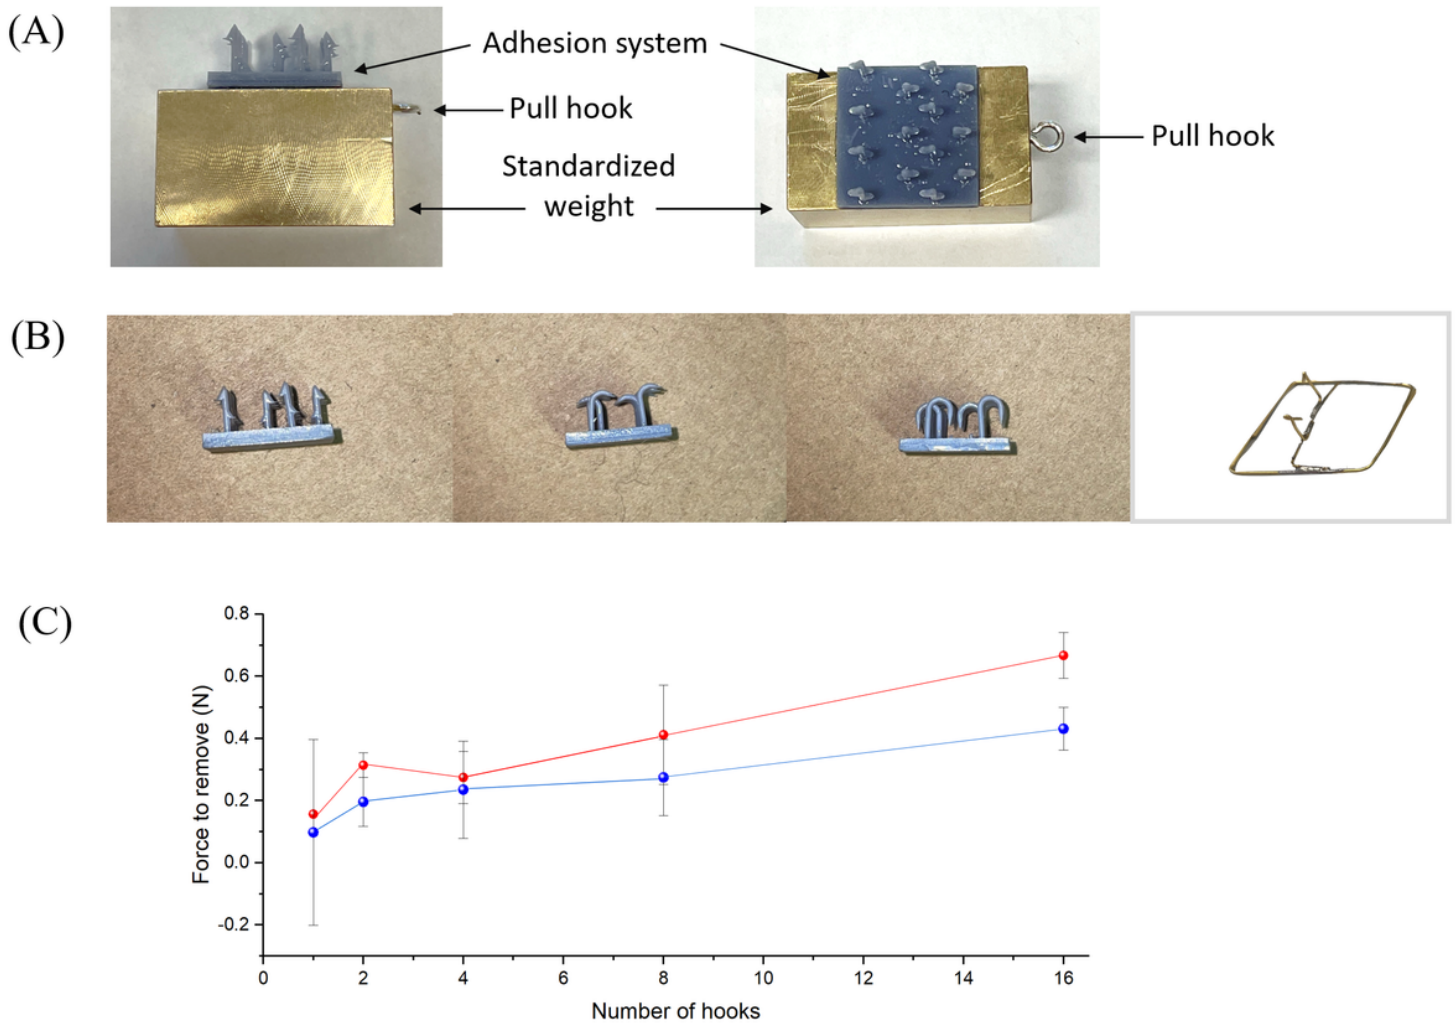 (A)
Adhesion system
Pull hook
Standardized
weight
Pull hook
(B)
(C)
Force to remove (N)
0.8
0.6
0.4
0.2
0.0
-0.2
0 2 4 6 8 10 12 14 16
Number of hooks